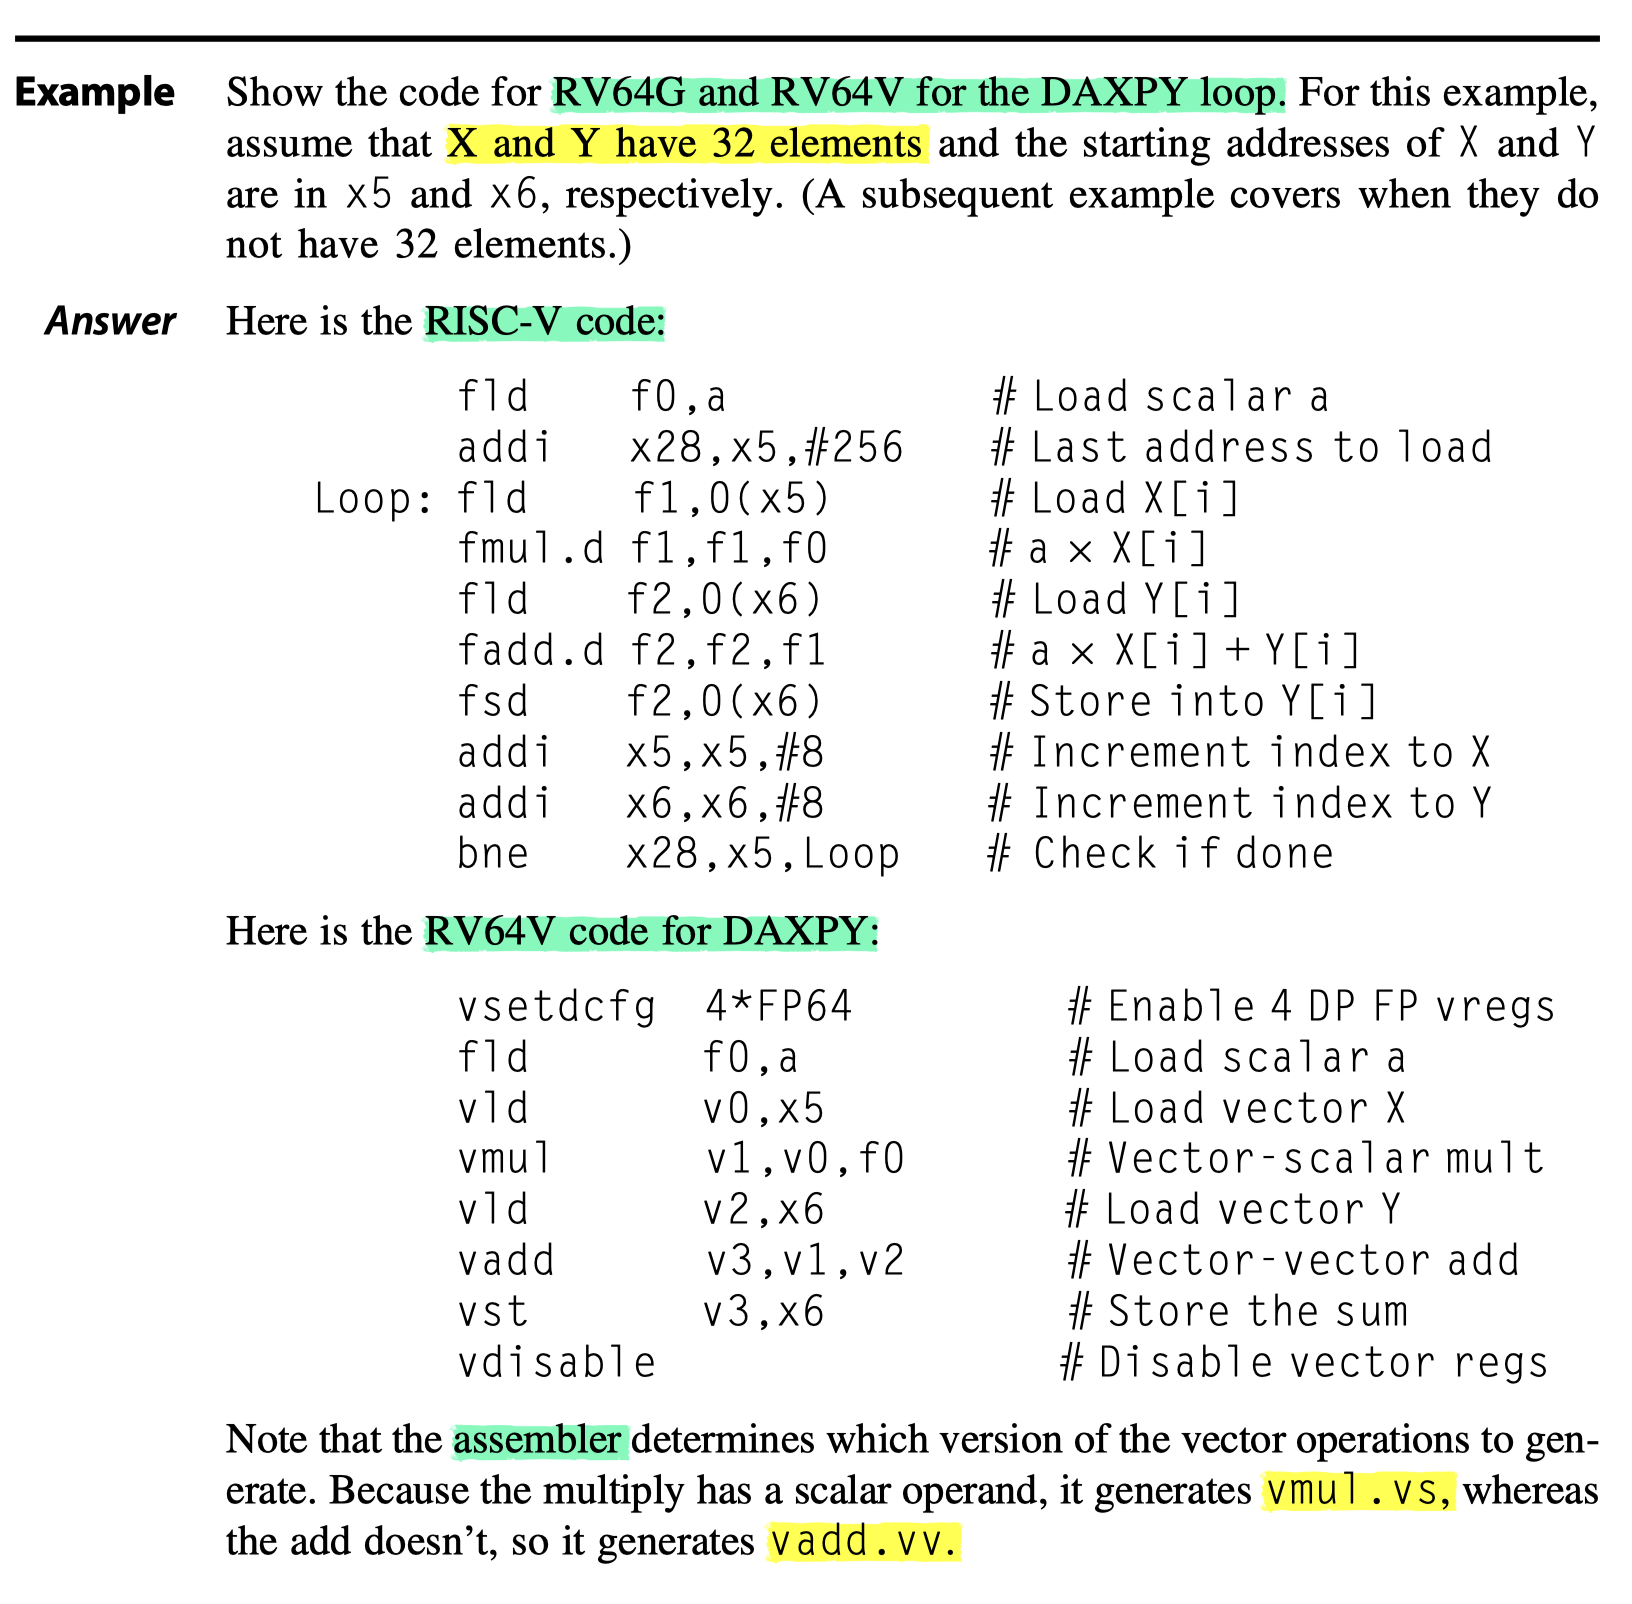 Example Show the code for RV64G and RV64V for the DAXPY loop. For this example,
assume that X and Y have 32 elements and the starting addresses of X and Y
are in x5 and x6, respectively. (A subsequent example covers when they do
not have 32 elements.)
Answer Here is the RISC-V code:
fld f0,a # Load scalar a
addi x28,x5,#256 # Last address to load
Loop: fld f1,0(x5) # Load X[i]
fmul.d f1,f1,f0 # a × X[i]
fld f2,0(x6) # Load Y[i]
fadd.d f2,f2,f1 # a × X[i] + Y[i]
fsd f2,0(x6) # Store into Y[i]
addi x5,x5,#8 # Increment index to X
addi x6,x6,#8 # Increment index to Y
bne x28,x5,Loop # Check if done
Here is the RV64V code for DAXPY:
vsetdcfg 4*FP64 # Enable 4 DP FP vregs
fld f0,a # Load scalar a
vld v0,x5 # Load vector X
vmul v1,v0,f0 # Vector-scalar mult
vld v2,x6 # Load vector Y
vadd v3,v1,v2 # Vector-vector add
vst v3,x6 # Store the sum
vdisable # Disable vector regs
Note that the assembler determines which version of the vector operations to gen-
erate. Because the multiply has a scalar operand, it generates vmul.vs, whereas
the add doesn't, so it generates vadd.vv.